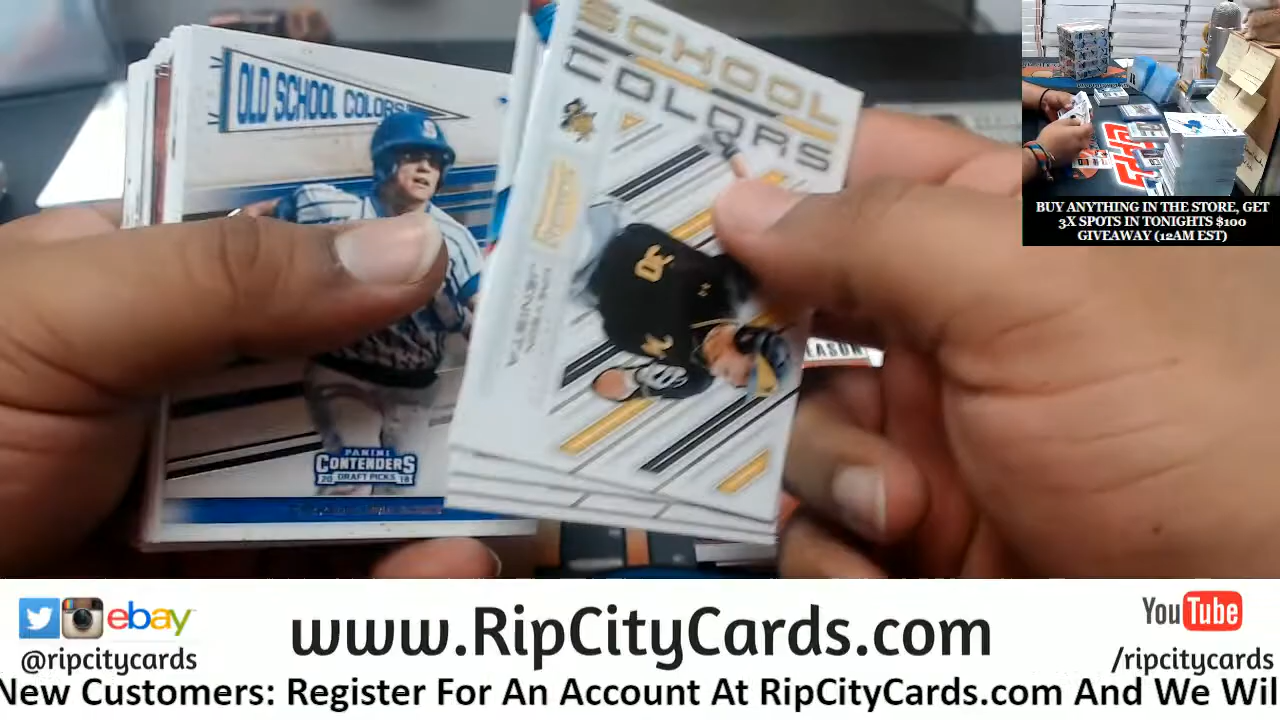 OLD SCHOOL COLORS
PANINI
CONTENDERS
20 DRAFT PICKS 18
SCHOOL
COLORS
EASON
BUY ANYTHING IN THE STORE, GET
3X SPOTS IN TONIGHTS $100
GIVEAWAY (12AM EST)
ebay
@ripcitycards
www.RipCityCards.com
YouTube
/ripcitycards
New Customers: Register For An Account At RipCityCards.com And We Wil